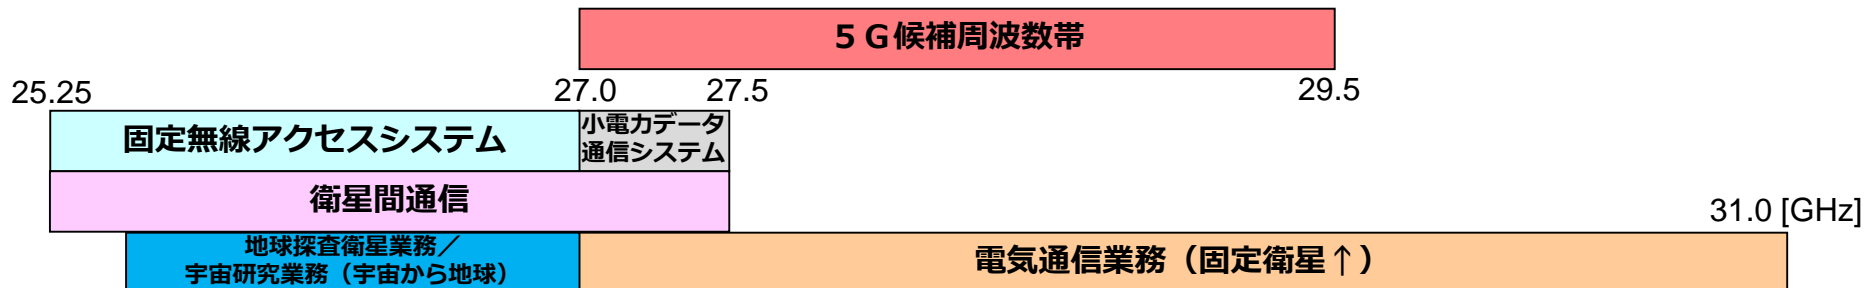 ５Ｇ候補周波数帯
25.25
27.0
27.5
29.5
固定無線アクセスシステム
小電力データ
通信システム
衛星間通信
31.0 [GHz]
地球探査衛星業務／
宇宙研究業務（宇宙から地球）
電気通信業務（固定衛星↑）